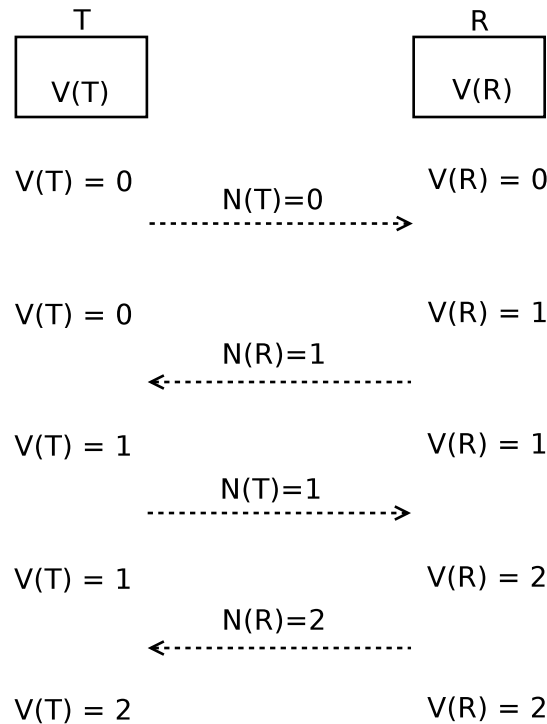 T R
V(T) V(R)
V(T) = 0 V(R) = 0
N(T)=0
V(T) = 0 V(R) = 1
N(R)=1
V(T) = 1 V(R) = 1
N(T)=1
V(T) = 1 V(R) = 2
N(R)=2
V(T) = 2 V(R) = 2